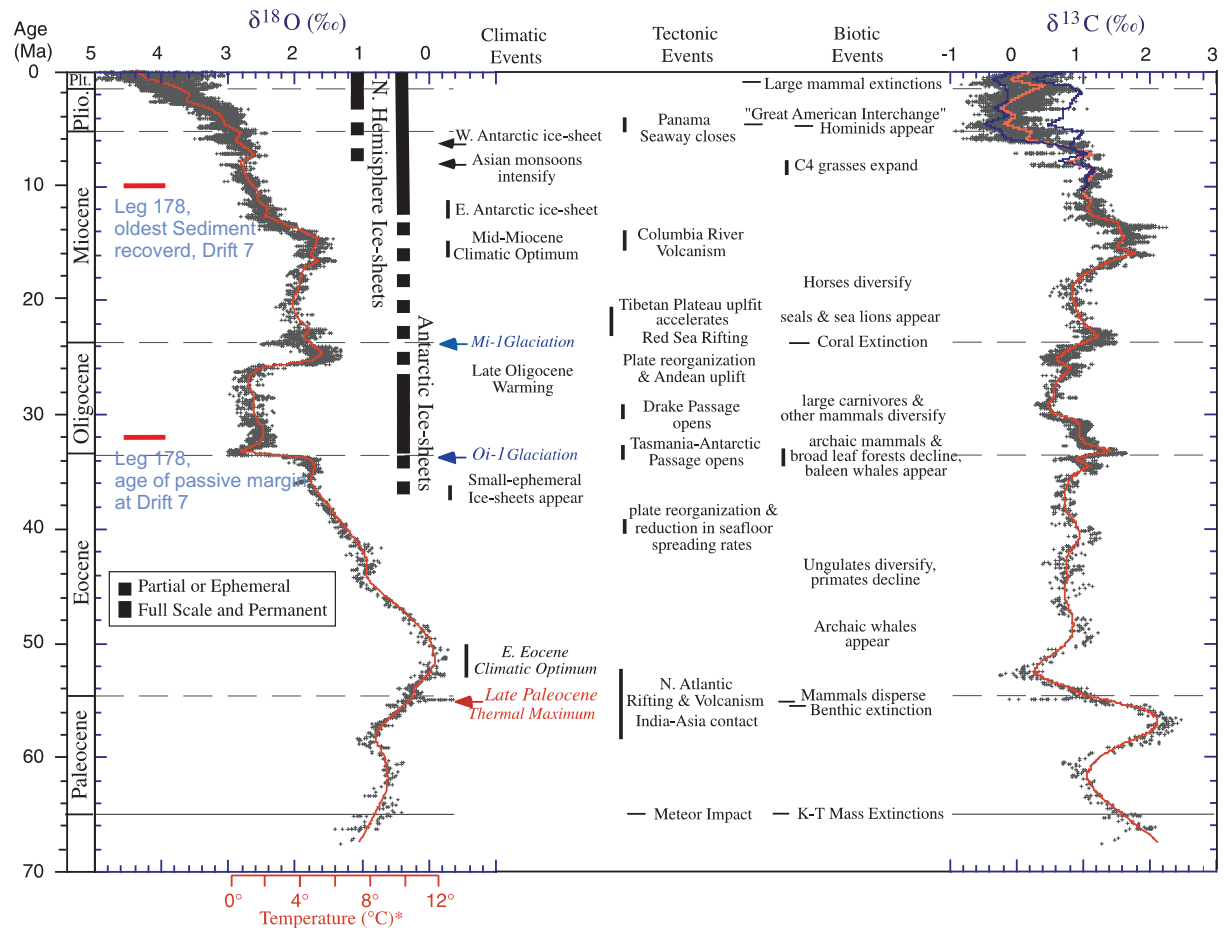 δ18O (‰)
δ13C (‰)
Age
(Ma)
Climatic
Events
Tectonic
Events
Biotic
Events
5 4 3 2 1 0
-1 0 1 2 3
0
10
20
30
40
50
60
70
Plt.
Plio.
Miocene
Oligocene
Eocene
Paleocene
N. Hemisphere Ice-sheets
Antarctic Ice-sheets
Leg 178,
oldest Sediment
recoverd, Drift 7
Leg 178,
age of passive margin
at Drift 7
Partial or Ephemeral
Full Scale and Permanent
W. Antarctic ice-sheet
Asian monsoons
intensify
E. Antarctic ice-sheet
Mid-Miocene
Climatic Optimum
Mi-1Glaciation
Late Oligocene
Warming
Oi-1Glaciation
Small-ephemeral
Ice-sheets appear
E. Eocene
Climatic Optimum
Late Paleocene
Thermal Maximum
Panama
Seaway closes
Columbia River
Volcanism
Tibetan Plateau uplfit
accelerates
Red Sea Rifting
Plate reorganization
& Andean uplift
Drake Passage
opens
Tasmania-Antarctic
Passage opens
plate reorganization &
reduction in seafloor
spreading rates
N. Atlantic
Rifting & Volcanism
India-Asia contact
Meteor Impact
Large mammal extinctions
"Great American Interchange"
Hominids appear
C4 grasses expand
Horses diversify
seals & sea lions appear
Coral Extinction
large carnivores &
other mammals diversify
archaic mammals &
broad leaf forests decline,
baleen whales appear
Ungulates diversify,
primates decline
Archaic whales
appear
Mammals disperse
Benthic extinction
K-T Mass Extinctions
0° 4° 8° 12°
Temperature (°C)*